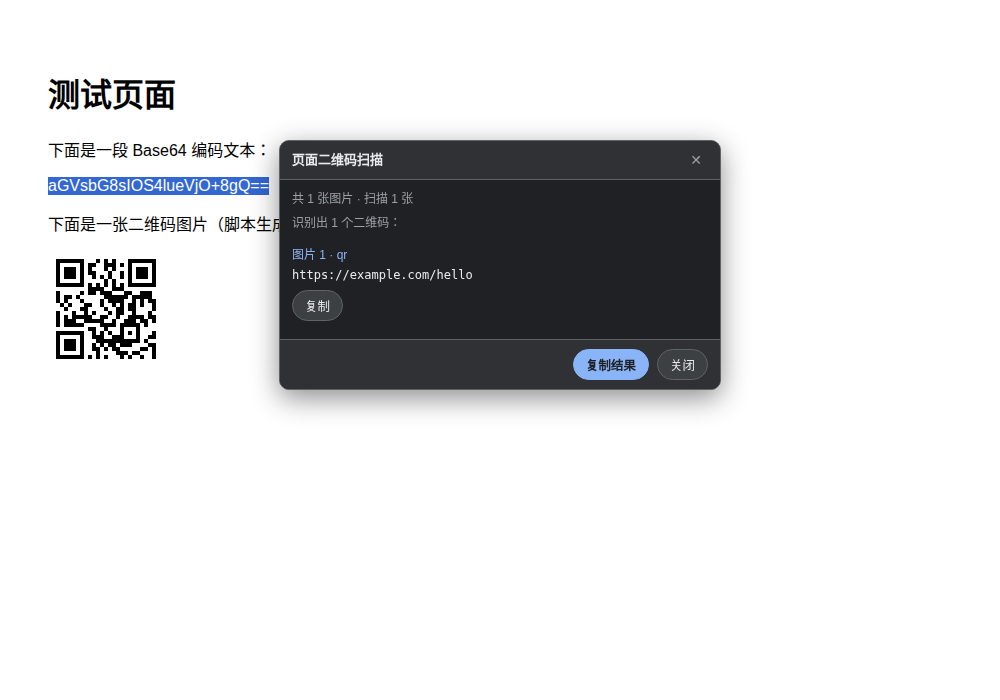 测试页面
下面是一段 Base64 编码文本：
aGVsbG8sIOS4lueVjO+8gQ==
下面是一张二维码图片（脚本生成
页面二维码扫描
×
共 1 张图片 · 扫描 1 张
识别出 1 个二维码：
图片 1 · qr
https://example.com/hello
复制
复制结果
关闭